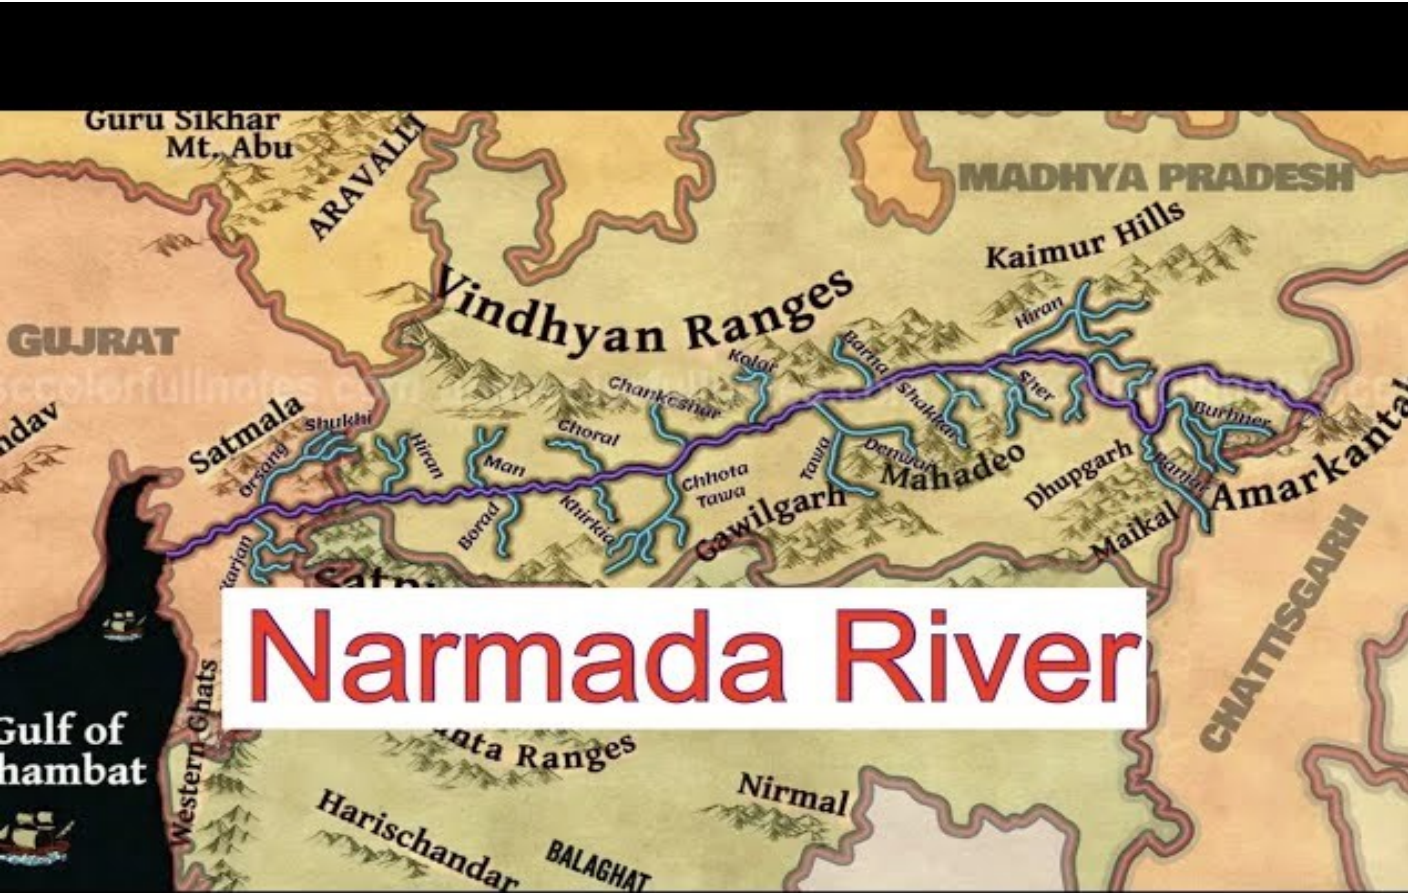 Guru Sikhar
Mt. Abu
ARAVALLI
MADHYA PRADESH
Kaimur Hills
Vindhyan Ranges
GUJRAT
Hiran
Kolar
Barna
Chankeshar
Shakkar
Sher
Burhner
Satmala
Shukhi
Orsang
Hiran
Choral
Man
Chhota
Tawa
Tawa
Denwar
Mahadeo
Dhupgarh
Banjar
Amarkantak
Borad
Khirkia
Gawilgarh
Maikal
Karjan
Narmada River
CHATTISGARH
Western Ghats
Gulf of
hambat
nta Ranges
Nirmal
Harischandar
BALAGHAT